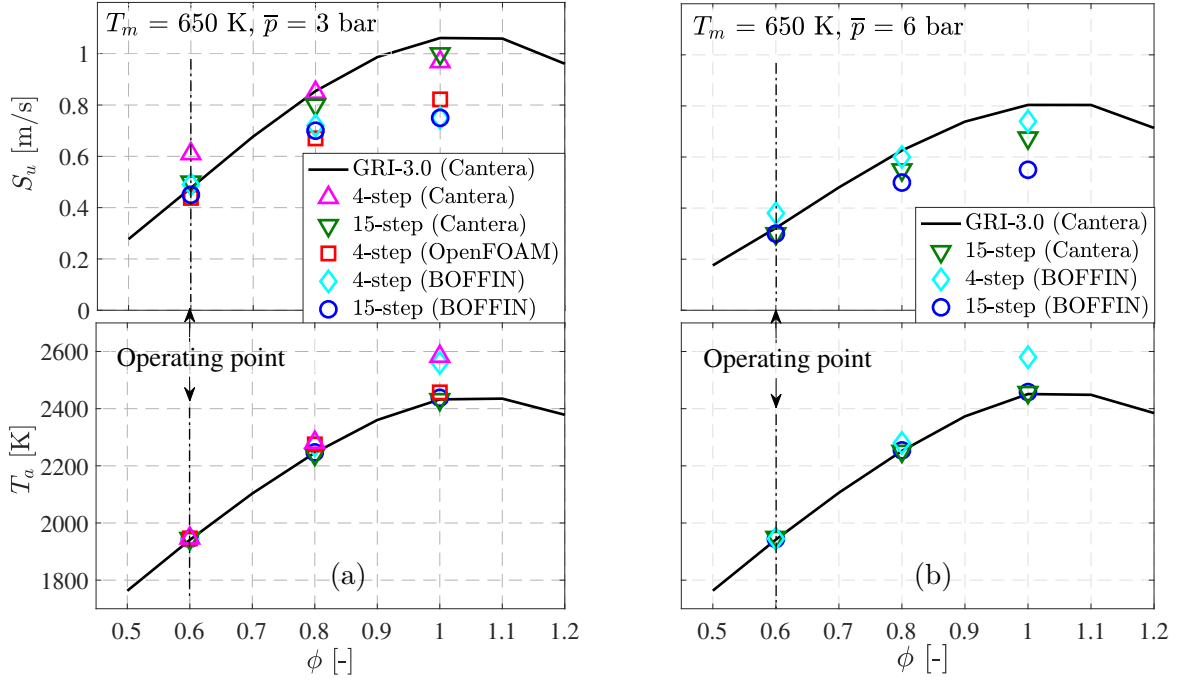 T_m = 650 K, p̅ = 3 bar
S_u [m/s]
1
0.8
0.6
0.4
0.2
0
GRI-3.0 (Cantera)
4-step (Cantera)
15-step (Cantera)
4-step (OpenFOAM)
4-step (BOFFIN)
15-step (BOFFIN)
T_a [K]
2600
2400
2200
2000
1800
Operating point
(a)
0.5 0.6 0.7 0.8 0.9 1 1.1 1.2
ϕ [-]
T_m = 650 K, p̅ = 6 bar
GRI-3.0 (Cantera)
15-step (Cantera)
4-step (BOFFIN)
15-step (BOFFIN)
Operating point
(b)
0.5 0.6 0.7 0.8 0.9 1 1.1 1.2
ϕ [-]